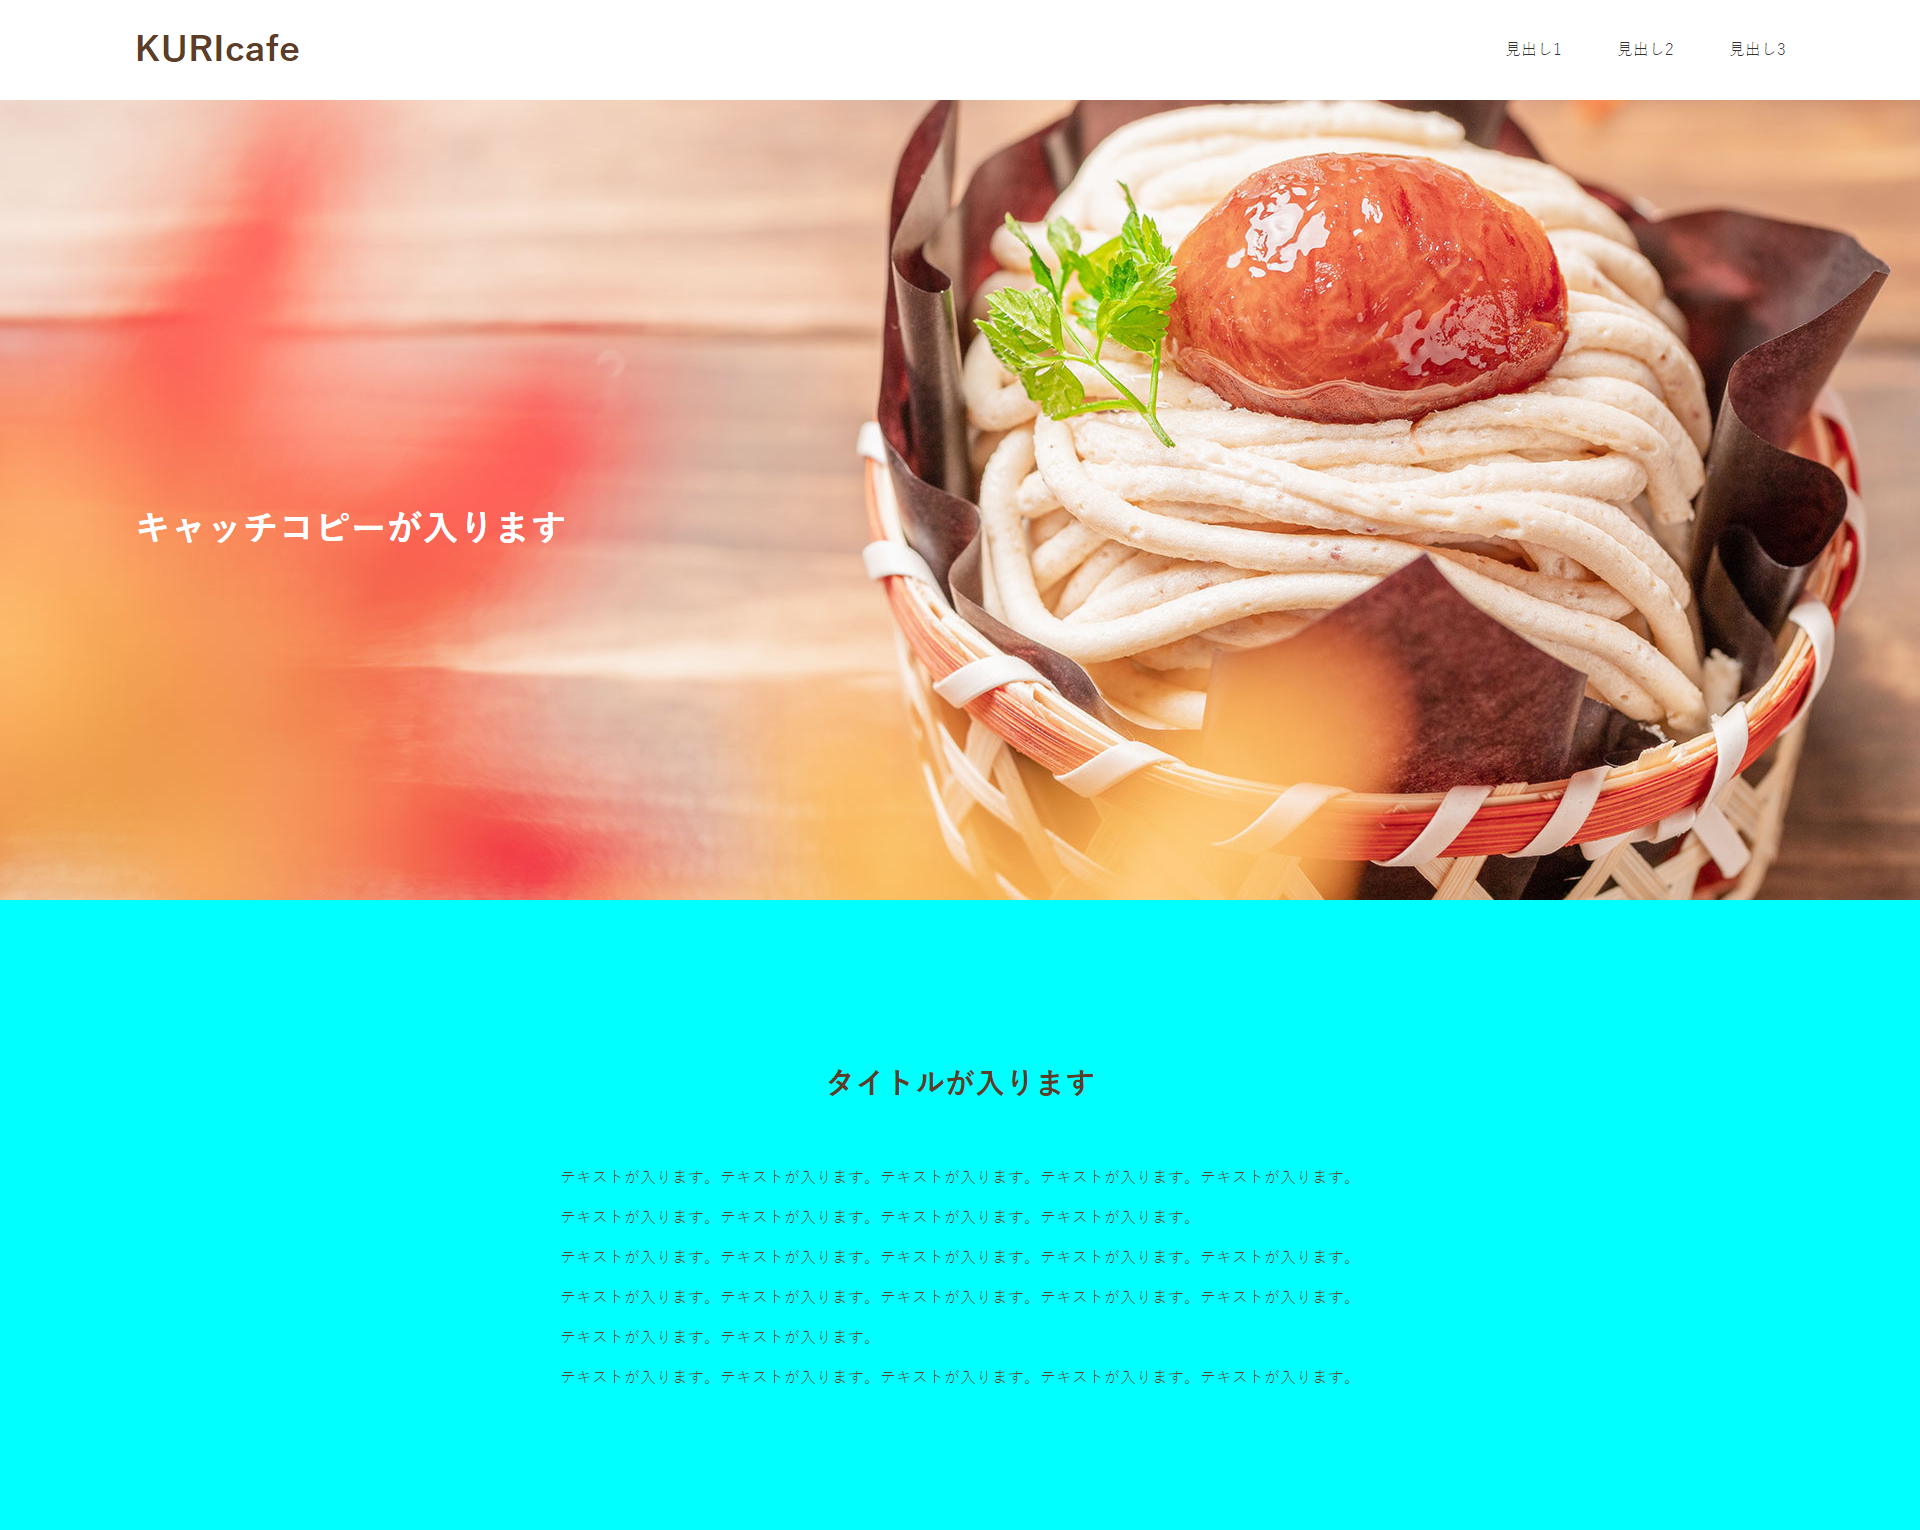 KURIcafe
見出し1 見出し2 見出し3
キャッチコピーが入ります
タイトルが入ります
テキストが入ります。テキストが入ります。テキストが入ります。テキストが入ります。テキストが入ります。
テキストが入ります。テキストが入ります。テキストが入ります。テキストが入ります。
テキストが入ります。テキストが入ります。テキストが入ります。テキストが入ります。テキストが入ります。
テキストが入ります。テキストが入ります。テキストが入ります。テキストが入ります。テキストが入ります。
テキストが入ります。テキストが入ります。
テキストが入ります。テキストが入ります。テキストが入ります。テキストが入ります。テキストが入ります。